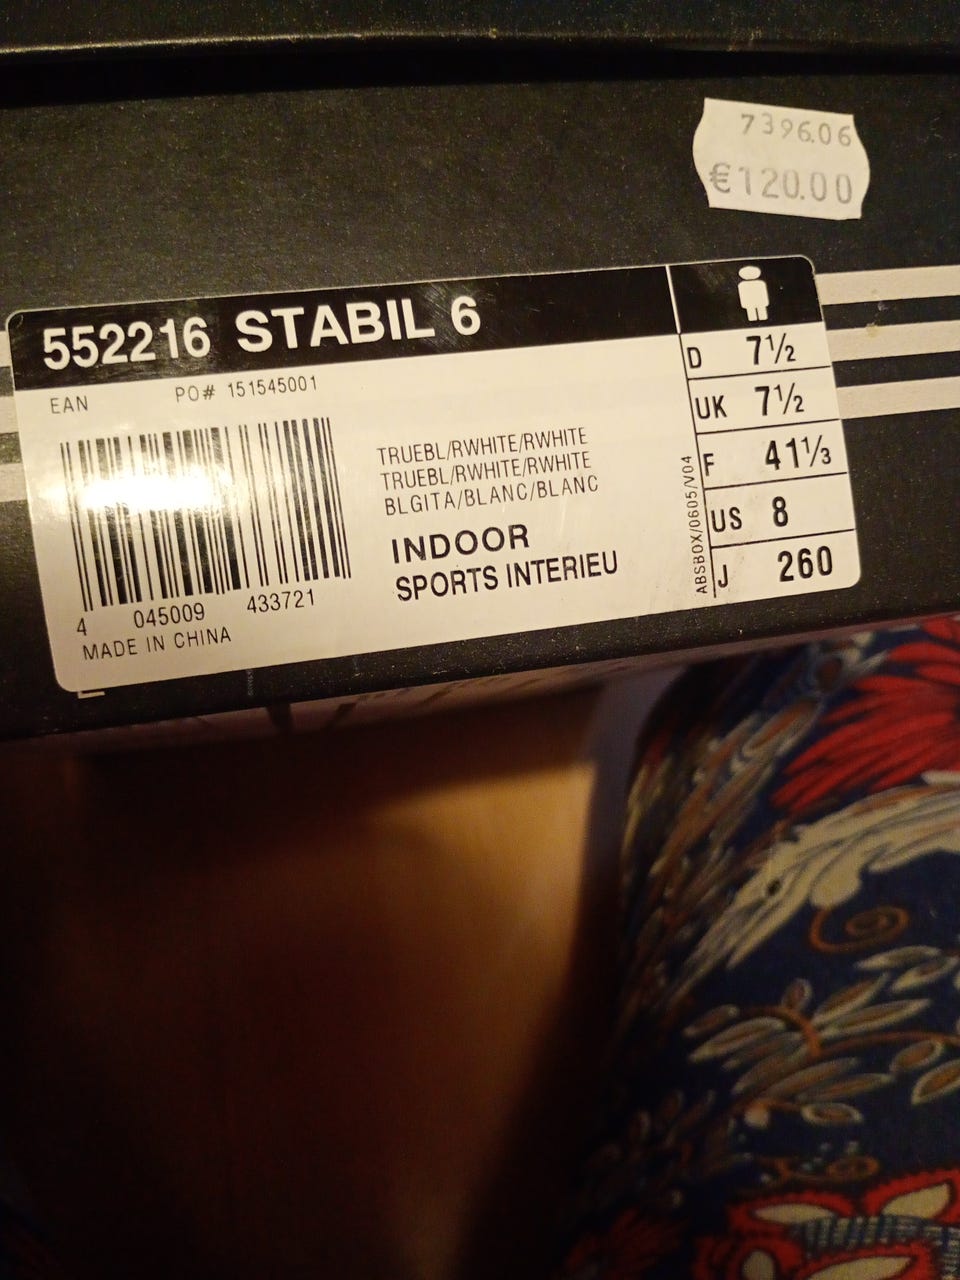 7396.06
€120.00
552216 STABIL 6
EAN PO# 151545001
TRUEBL/RWHITE/RWHITE
TRUEBL/RWHITE/RWHITE
BLGITA/BLANC/BLANC
INDOOR
SPORTS INTERIEU
4 045009 433721
MADE IN CHINA
D 7½
UK 7½
F 41⅓
US 8
J 260
ABSBOX/0605/V04